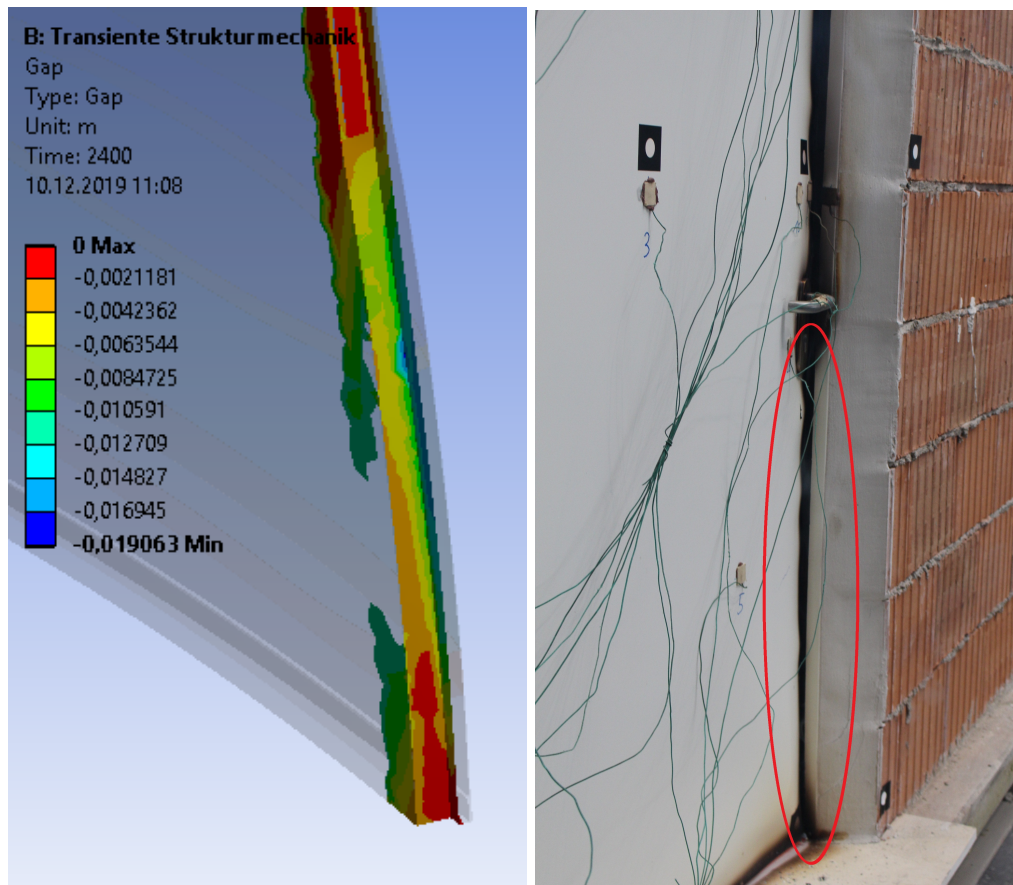 B: Transiente Strukturmechanik
Gap
Type: Gap
Unit: m
Time: 2400
10.12.2019 11:08
0 Max
-0,0021181
-0,0042362
-0,0063544
-0,0084725
-0,010591
-0,012709
-0,014827
-0,016945
-0,019063 Min
3
5